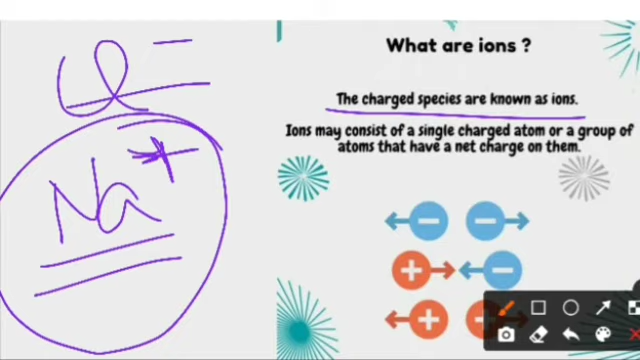 Cl⁻
Na⁺
What are ions ?
The charged species are known as ions.
Ions may consist of a single charged atom or a group of
atoms that have a net charge on them.
− −
+ −
+ +